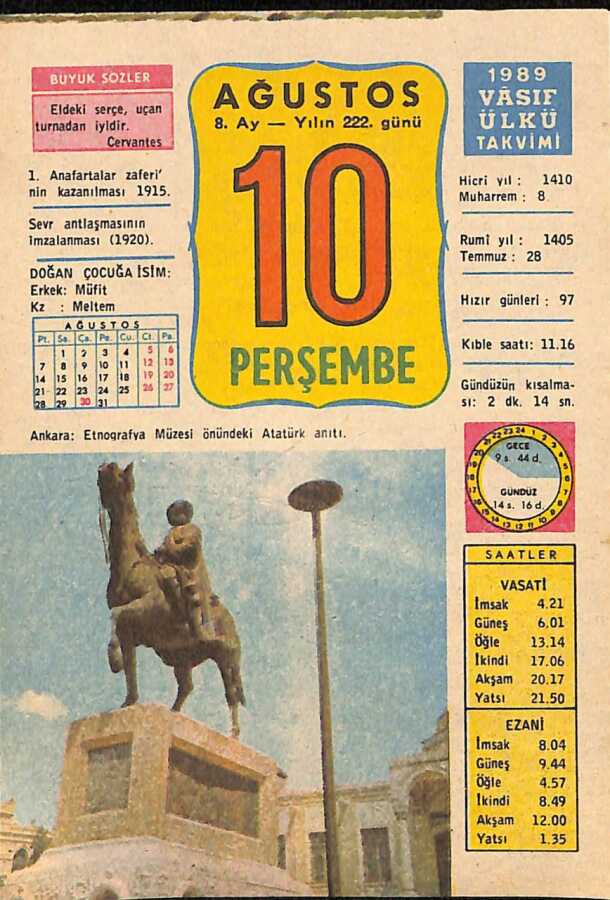 BÜYÜK SÖZLER
Eldeki serçe, uçan
turnadan iyidir.
Cervantes
1. Anafartalar zaferi'
nin kazanılması 1915.
Sevr antlaşmasının
imzalanması (1920).
DOĞAN ÇOCUĞA İSİM:
Erkek: Müfit
Kz : Meltem
AĞUSTOS
Pt. Sa. Ça. Pe. Cu. Ct. Pa.
1 2 3 4 5 6
7 8 9 10 11 12 13
14 15 16 17 18 19 20
21 22 23 24 25 26 27
28 29 30 31
AĞUSTOS
8. Ay — Yılın 222. günü
10
PERŞEMBE
1989
VÂSIF
ÜLKÜ
TAKVİMİ
Hicrî yıl : 1410
Muharrem : 8
Rumî yıl : 1405
Temmuz : 28
Hızır günleri : 97
Kıble saati: 11.16
Gündüzün kısalma-
sı: 2 dk. 14 sn.
Ankara: Etnografya Müzesi önündeki Atatürk anıtı.
GECE
9 s. 44 d.
GÜNDÜZ
14 s. 16 d.
SAATLER
VASATİ
İmsak 4.21
Güneş 6.01
Öğle 13.14
İkindi 17.06
Akşam 20.17
Yatsı 21.50
EZANİ
İmsak 8.04
Güneş 9.44
Öğle 4.57
İkindi 8.49
Akşam 12.00
Yatsı 1.35